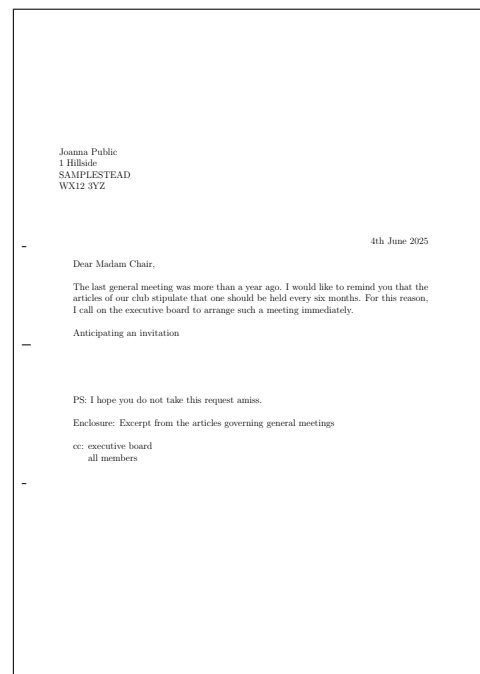 Joanna Public
1 Hillside
SAMPLESTEAD
WX12 3YZ
4th June 2025
Dear Madam Chair,
The last general meeting was more than a year ago. I would like to remind you that the
articles of our club stipulate that one should be held every six months. For this reason,
I call on the executive board to arrange such a meeting immediately.
Anticipating an invitation
PS: I hope you do not take this request amiss.
Enclosure: Excerpt from the articles governing general meetings
cc: executive board
all members